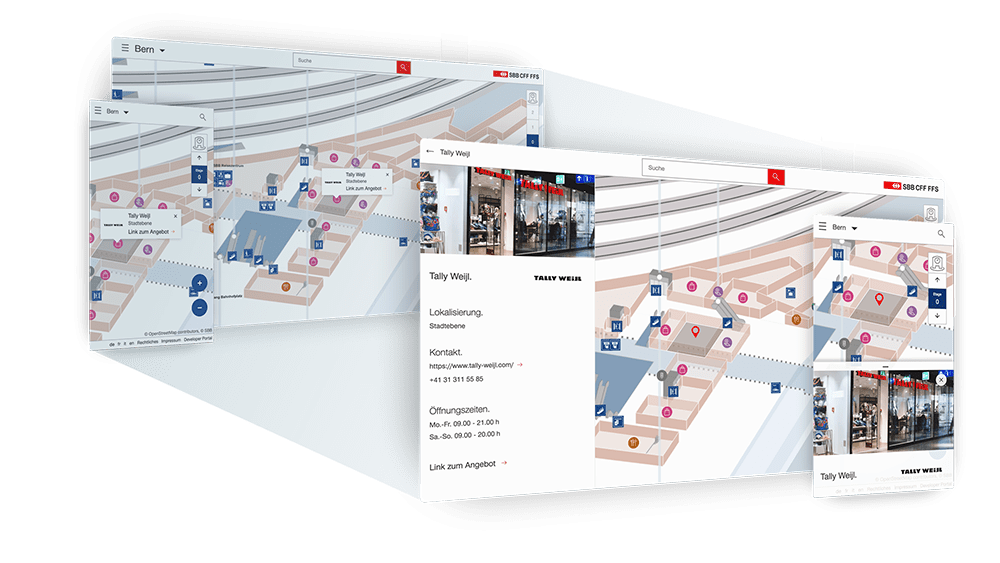 Bern
Suche
SBB CFF FFS
Bern
Etage
0
Tally Weijl
Stadtebene
Link zum Angebot →
TALLY WEiJL
Tally Weijl
Stadtebene
Link zum Angebot →
TALLY WEiJL
© OpenStreetMap contributors, © SBB
de fr it en Rechtliches Impressum Developer Portal
← Tally Weijl
Suche
SBB CFF FFS
Tally Weijl.
TALLY WEiJL
Lokalisierung.
Stadtebene
Kontakt.
https://www.tally-weijl.com/ →
+41 31 311 55 85
Öffnungszeiten.
Mo.-Fr. 09.00 - 21.00 h
Sa.-So. 09.00 - 20.00 h
Link zum Angebot →
Bern
Etage
0
Tally Weijl.
TALLY WEiJL